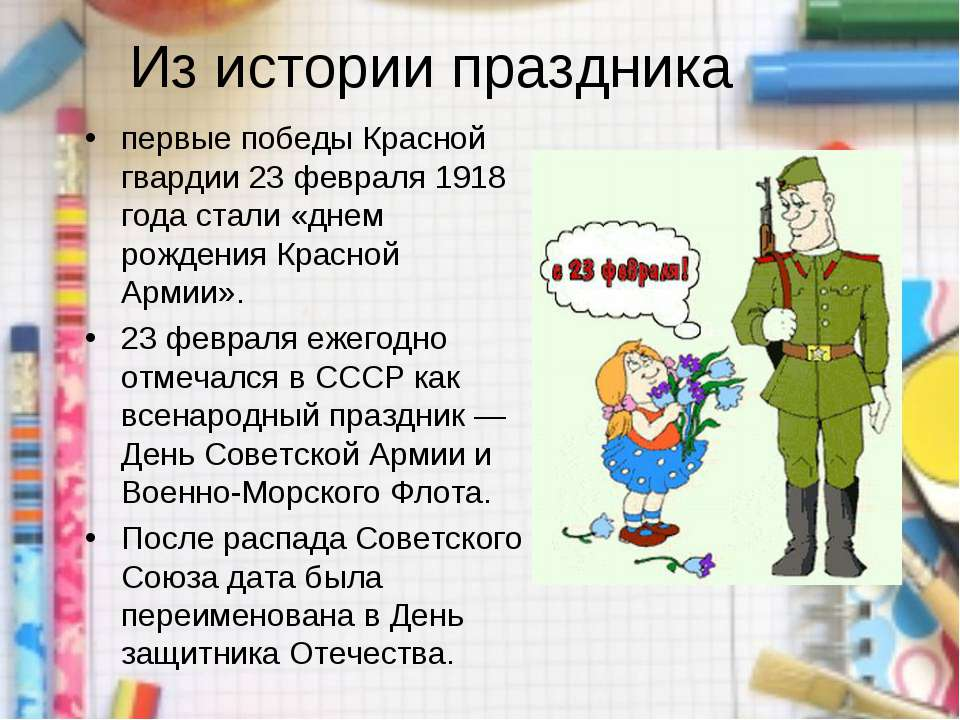 Из истории праздника
• первые победы Красной
гвардии 23 февраля 1918
года стали «днем
рождения Красной
Армии».
• 23 февраля ежегодно
отмечался в СССР как
всенародный праздник —
День Советской Армии и
Военно-Морского Флота.
• После распада Советского
Союза дата была
переименована в День
защитника Отечества.
с 23 февраля!